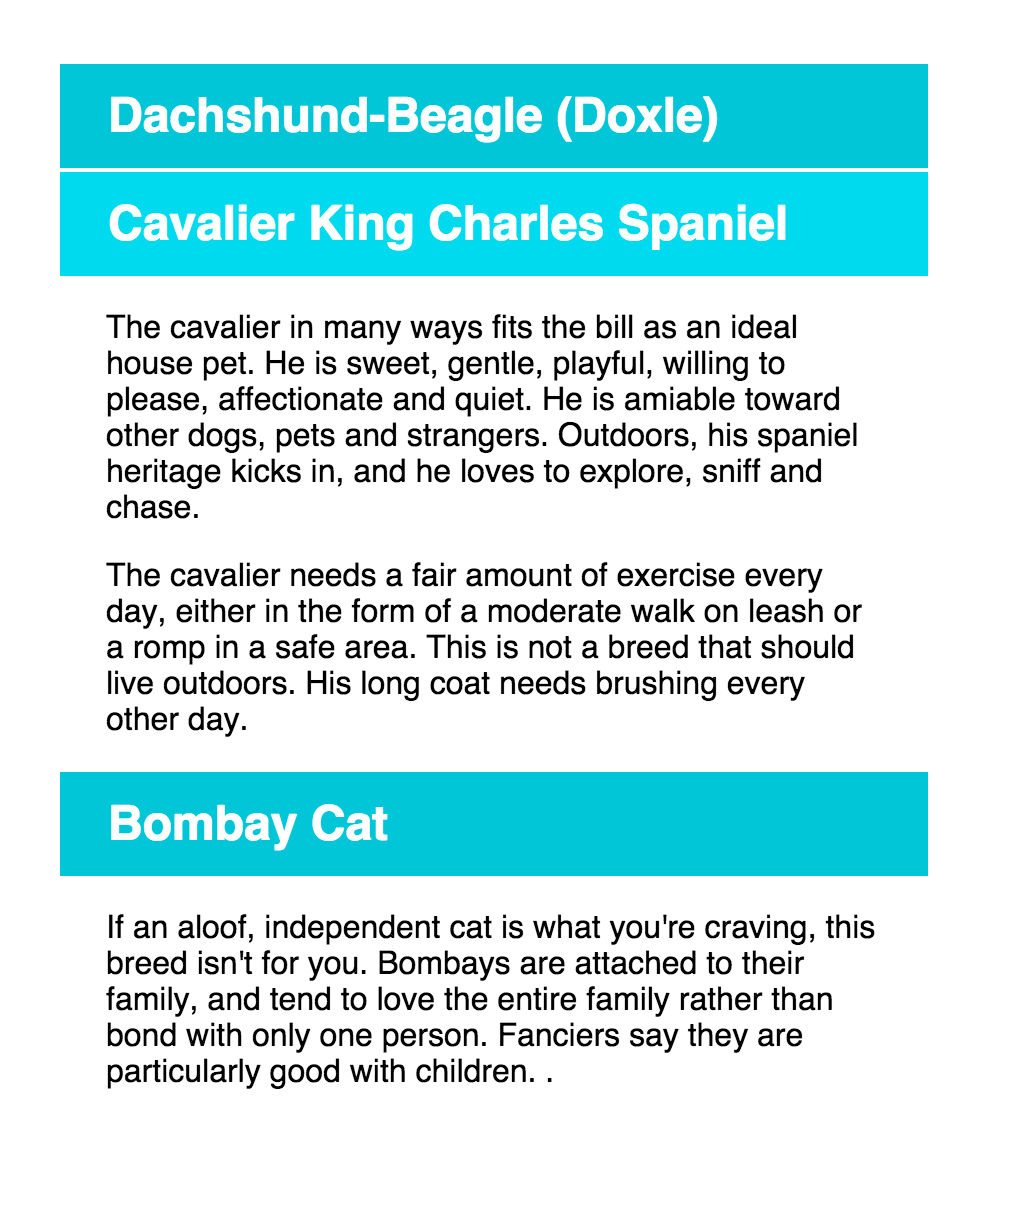 Dachshund-Beagle (Doxle)
Cavalier King Charles Spaniel
The cavalier in many ways fits the bill as an ideal
house pet. He is sweet, gentle, playful, willing to
please, affectionate and quiet. He is amiable toward
other dogs, pets and strangers. Outdoors, his spaniel
heritage kicks in, and he loves to explore, sniff and
chase.
The cavalier needs a fair amount of exercise every
day, either in the form of a moderate walk on leash or
a romp in a safe area. This is not a breed that should
live outdoors. His long coat needs brushing every
other day.
Bombay Cat
If an aloof, independent cat is what you're craving, this
breed isn't for you. Bombays are attached to their
family, and tend to love the entire family rather than
bond with only one person. Fanciers say they are
particularly good with children. .